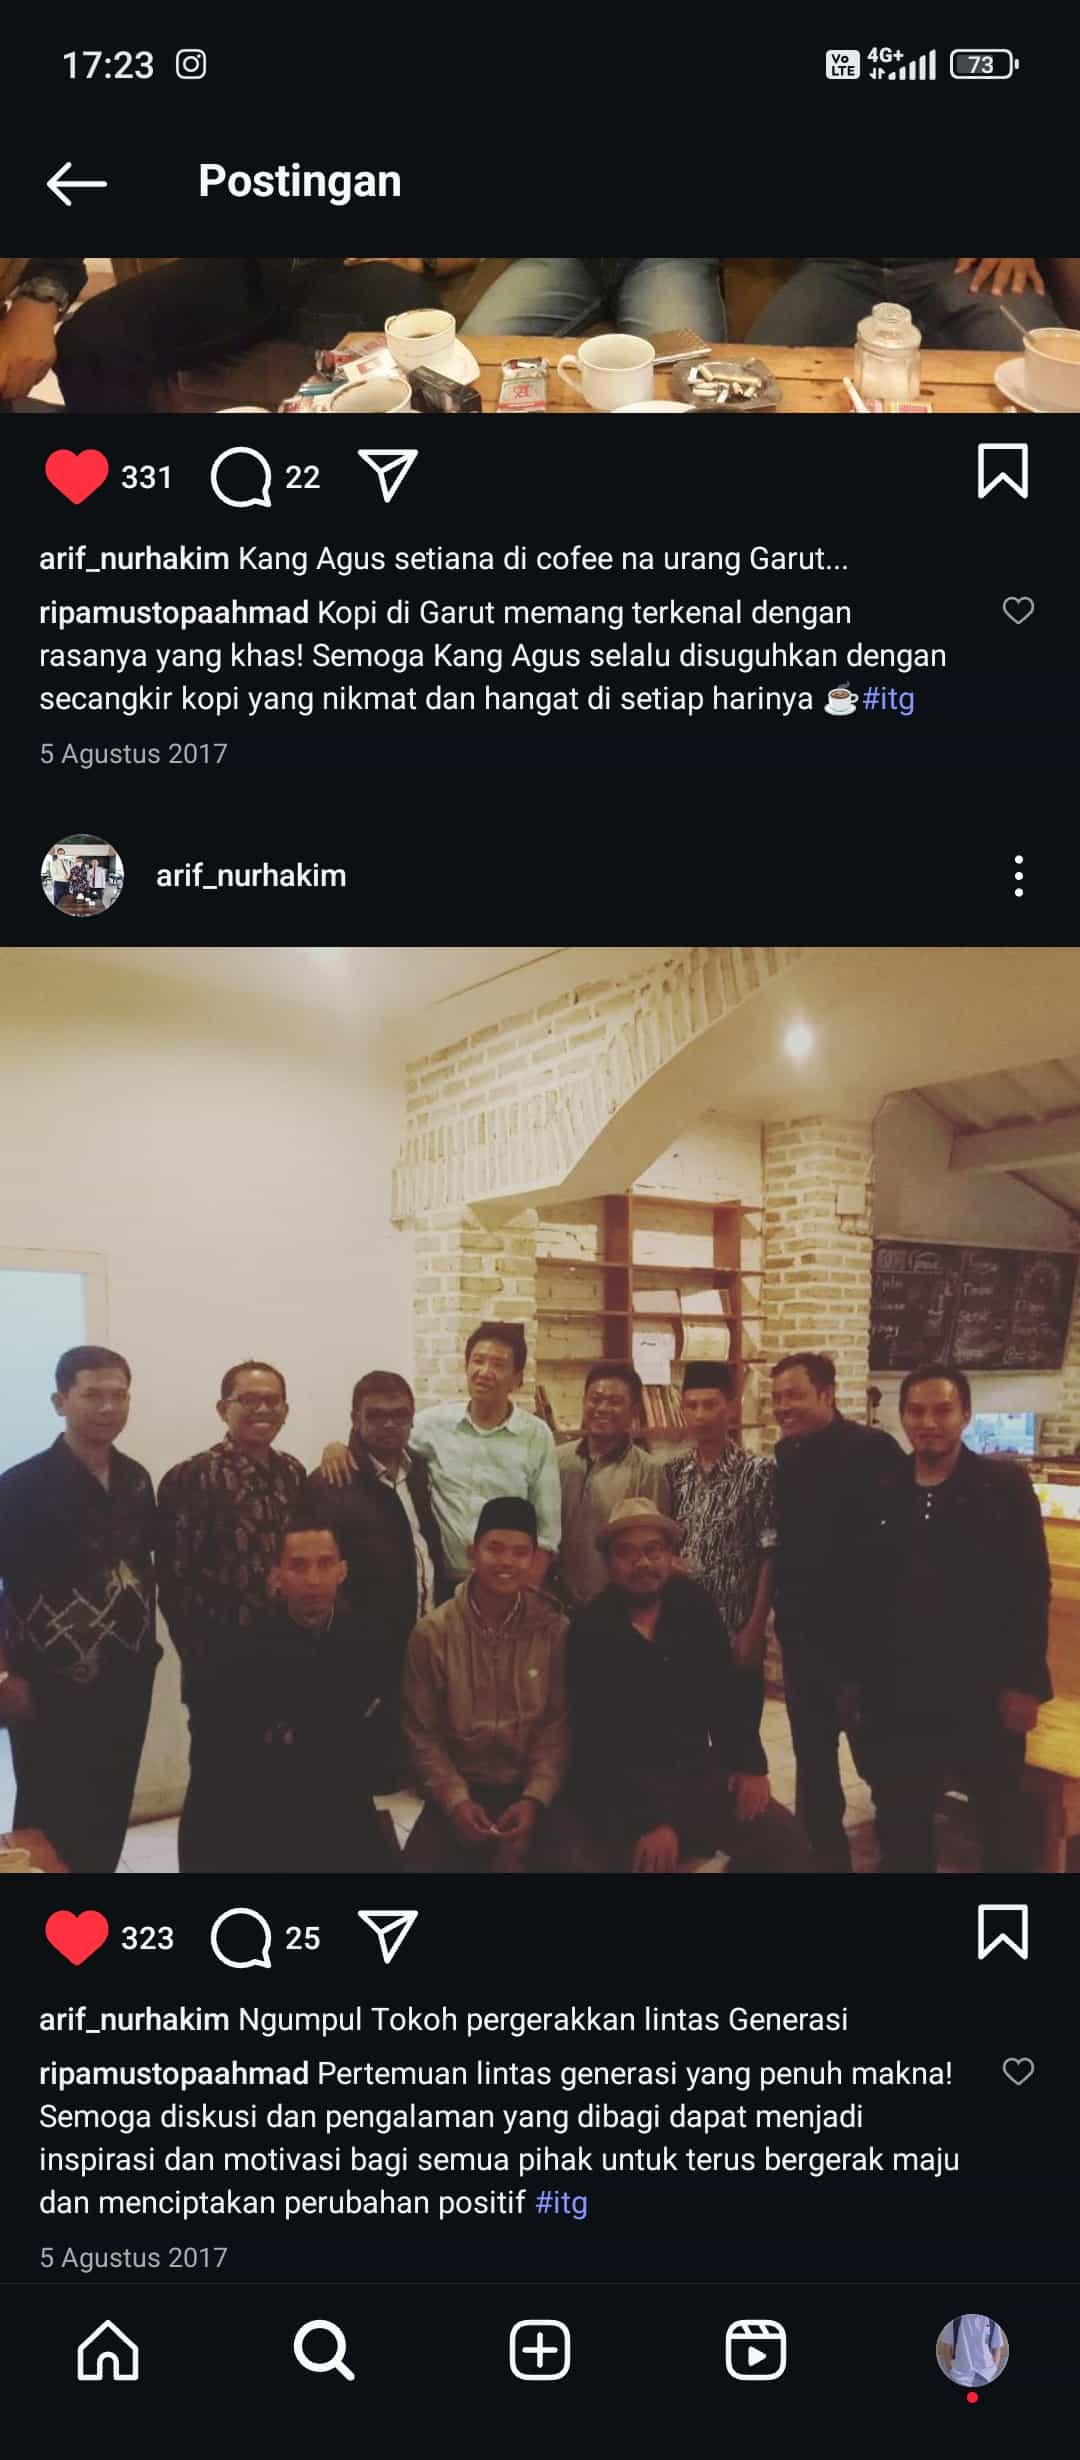 17:23
Vo LTE 4G+ 73
Postingan
331 22
arif_nurhakim Kang Agus setiana di cofee na urang Garut...
ripamustopaahmad Kopi di Garut memang terkenal dengan
rasanya yang khas! Semoga Kang Agus selalu disuguhkan dengan
secangkir kopi yang nikmat dan hangat di setiap harinya ☕#itg
5 Agustus 2017
arif_nurhakim
323 25
arif_nurhakim Ngumpul Tokoh pergerakkan lintas Generasi
ripamustopaahmad Pertemuan lintas generasi yang penuh makna!
Semoga diskusi dan pengalaman yang dibagi dapat menjadi
inspirasi dan motivasi bagi semua pihak untuk terus bergerak maju
dan menciptakan perubahan positif #itg
5 Agustus 2017